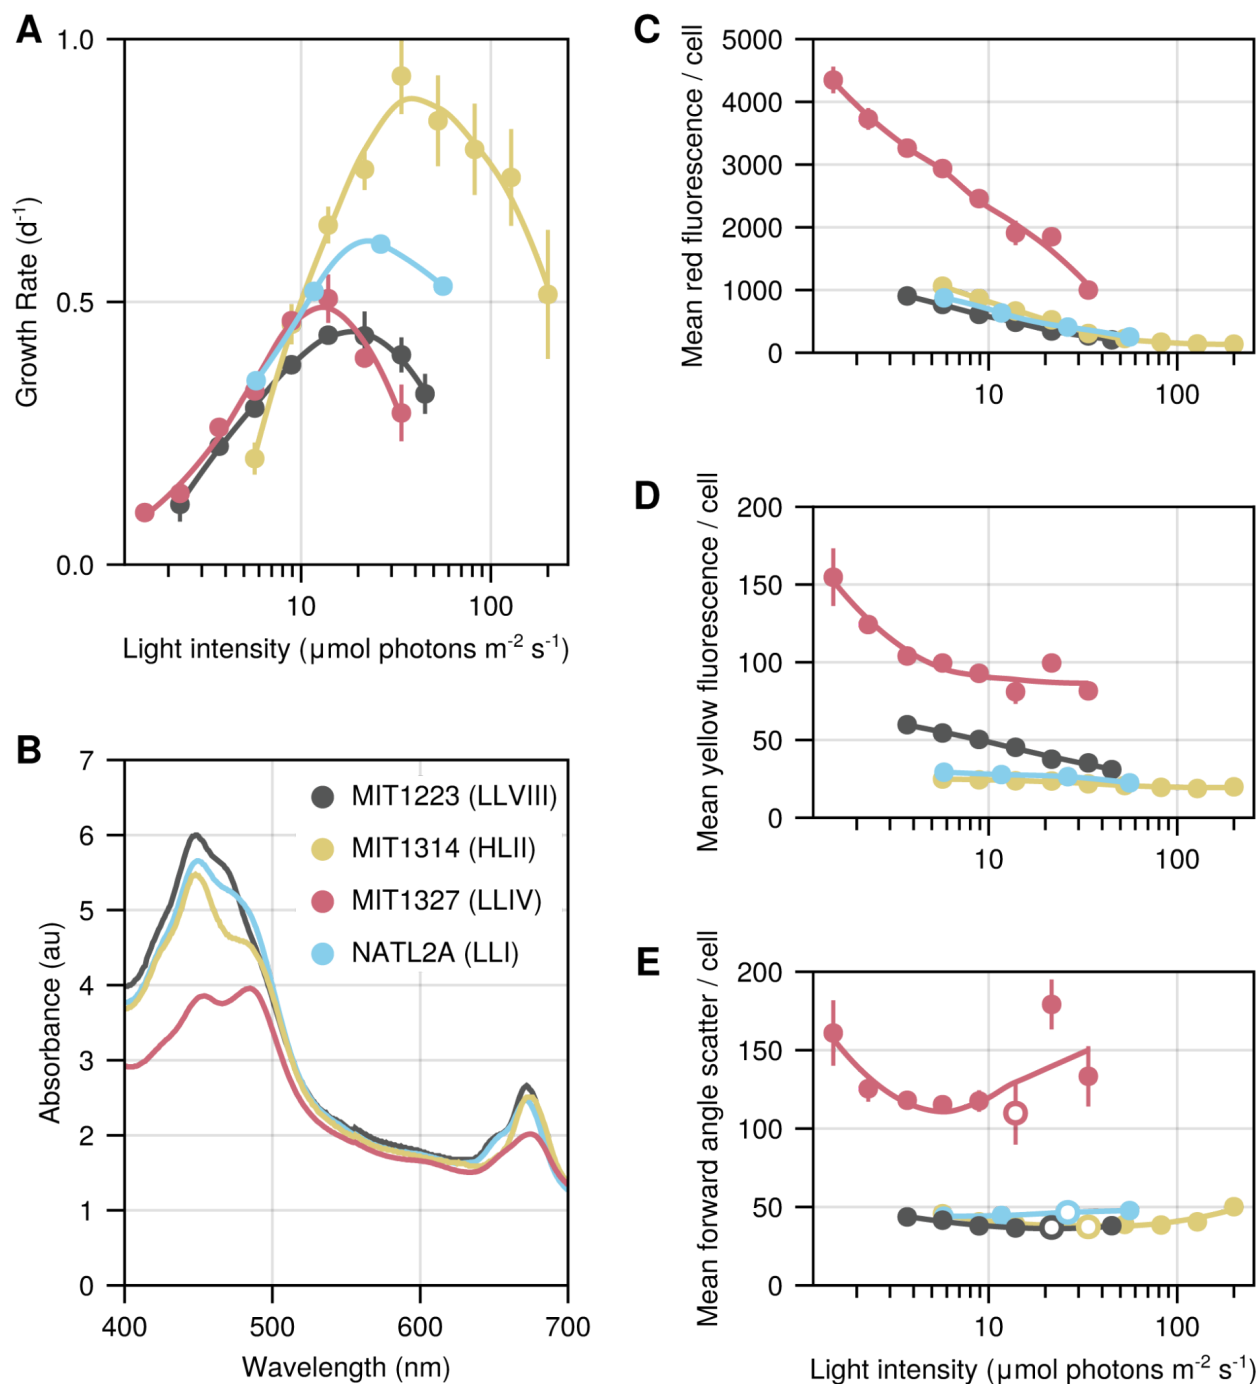 A
1.0
0.5
0.0
Growth Rate (d-1)
10
100
Light intensity (µmol photons m-2 s-1)
B
7
6
5
4
3
2
1
0
Absorbance (au)
MIT1223 (LLVIII)
MIT1314 (HLII)
MIT1327 (LLIV)
NATL2A (LLI)
400
500
600
700
Wavelength (nm)
C
5000
4000
3000
2000
1000
0
Mean red fluorescence / cell
10
100
D
200
150
100
50
0
Mean yellow fluorescence / cell
10
100
E
200
150
100
50
0
Mean forward angle scatter / cell
10
100
Light intensity (µmol photons m-2 s-1)